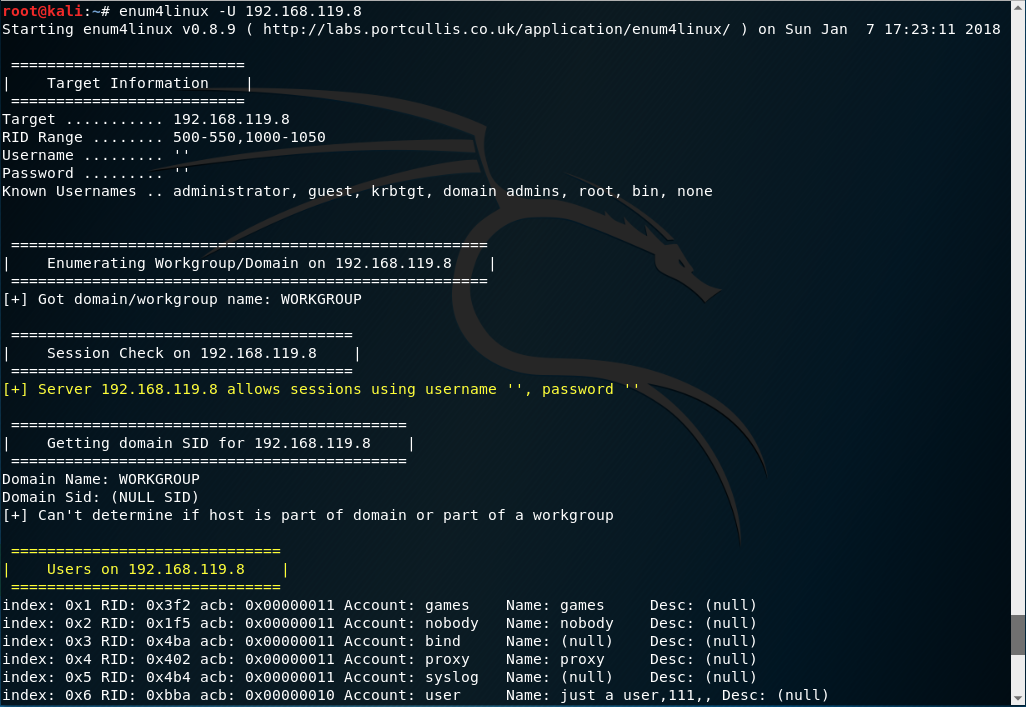 root@kali:~# enum4linux -U 192.168.119.8
Starting enum4linux v0.8.9 ( http://labs.portcullis.co.uk/application/enum4linux/ ) on Sun Jan  7 17:23:11 2018

 ==========================
|    Target Information    |
 ==========================
Target ........... 192.168.119.8
RID Range ........ 500-550,1000-1050
Username ......... ''
Password ......... ''
Known Usernames .. administrator, guest, krbtgt, domain admins, root, bin, none


 =====================================================
|    Enumerating Workgroup/Domain on 192.168.119.8    |
 =====================================================
[+] Got domain/workgroup name: WORKGROUP

 ======================================
|    Session Check on 192.168.119.8    |
 ======================================
[+] Server 192.168.119.8 allows sessions using username '', password ''

 ============================================
|    Getting domain SID for 192.168.119.8    |
 ============================================
Domain Name: WORKGROUP
Domain Sid: (NULL SID)
[+] Can't determine if host is part of domain or part of a workgroup

 ==============================
|    Users on 192.168.119.8    |
 ==============================
index: 0x1 RID: 0x3f2 acb: 0x00000011 Account: games    Name: games     Desc: (null)
index: 0x2 RID: 0x1f5 acb: 0x00000011 Account: nobody   Name: nobody    Desc: (null)
index: 0x3 RID: 0x4ba acb: 0x00000011 Account: bind     Name: (null)    Desc: (null)
index: 0x4 RID: 0x402 acb: 0x00000011 Account: proxy    Name: proxy     Desc: (null)
index: 0x5 RID: 0x4b4 acb: 0x00000011 Account: syslog   Name: (null)    Desc: (null)
index: 0x6 RID: 0xbba acb: 0x00000010 Account: user     Name: just a user,111,, Desc: (null)